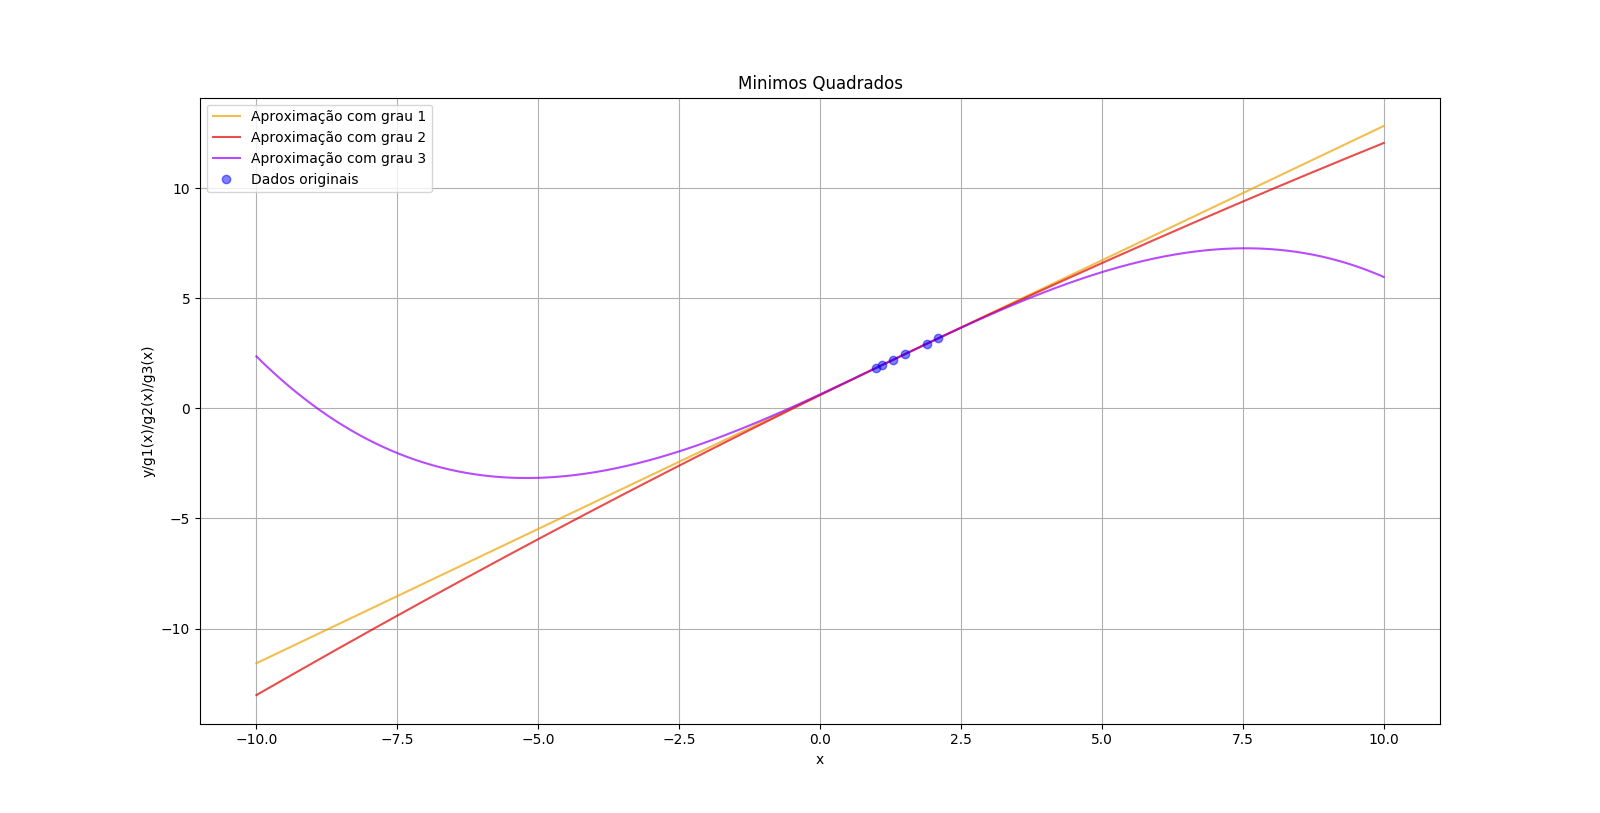 Minimos Quadrados
Aproximação com grau 1
Aproximação com grau 2
Aproximação com grau 3
Dados originais
10
5
0
−5
−10
y/g1(x)/g2(x)/g3(x)
−10.0 −7.5 −5.0 −2.5 0.0 2.5 5.0 7.5 10.0
x